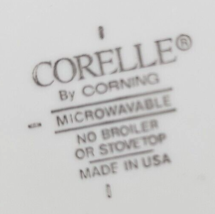 CORELLE®
By CORNING
MICROWAVABLE
NO BROILER
OR STOVETOP
MADE IN USA